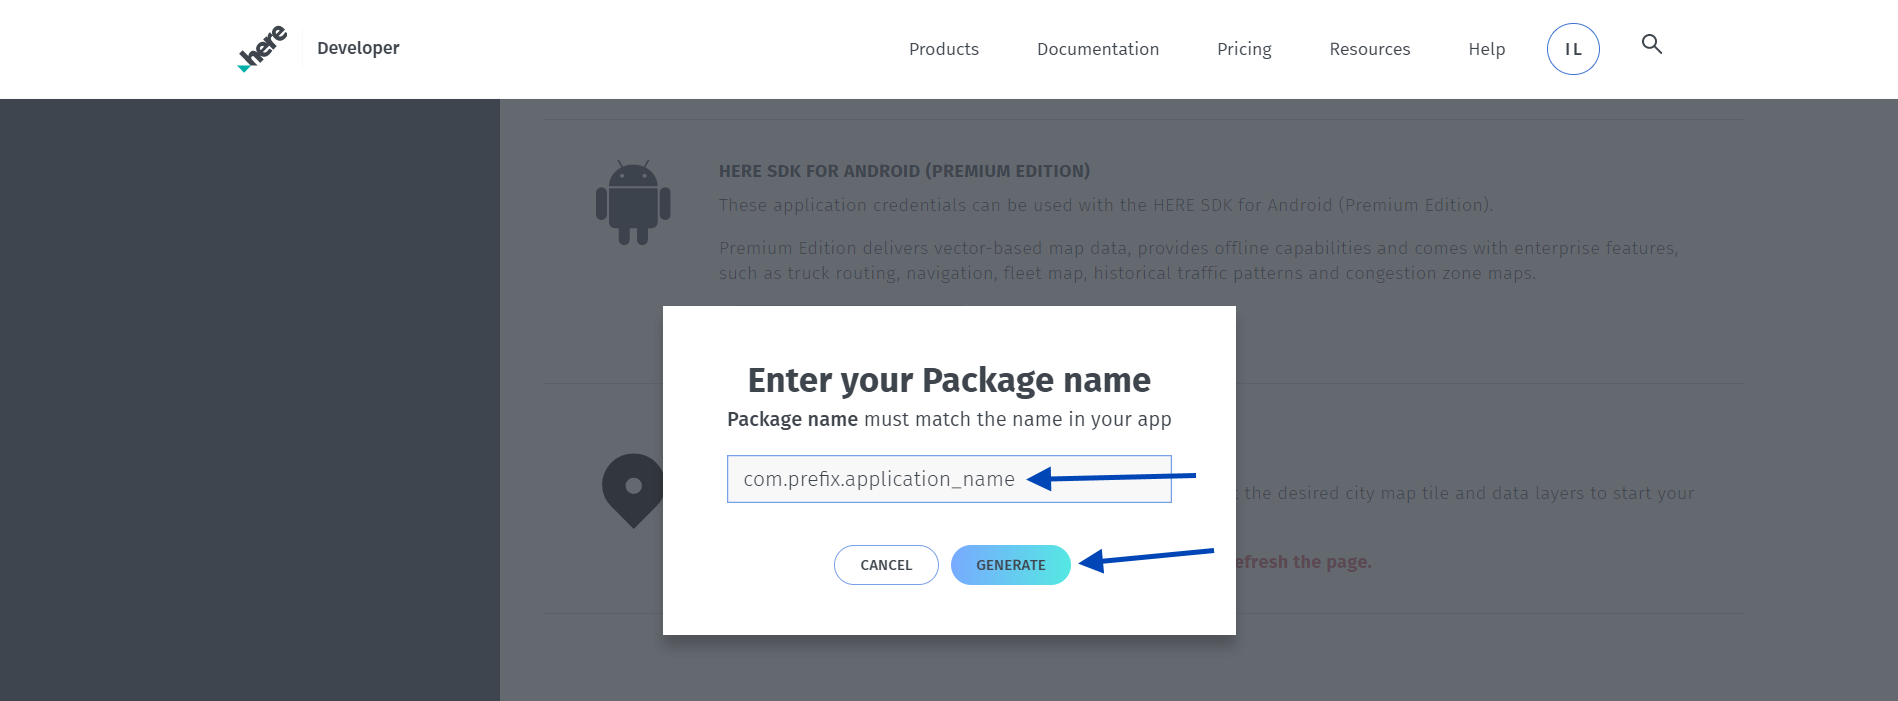 here
Developer
Products
Documentation
Pricing
Resources
Help
IL
HERE SDK FOR ANDROID (PREMIUM EDITION)
These application credentials can be used with the HERE SDK for Android (Premium Edition).
Premium Edition delivers vector-based map data, provides offline capabilities and comes with enterprise features,
such as truck routing, navigation, fleet map, historical traffic patterns and congestion zone maps.
Enter your Package name
Package name must match the name in your app
com.prefix.application_name
the desired city map tile and data layers to start your
efresh the page.
CANCEL
GENERATE